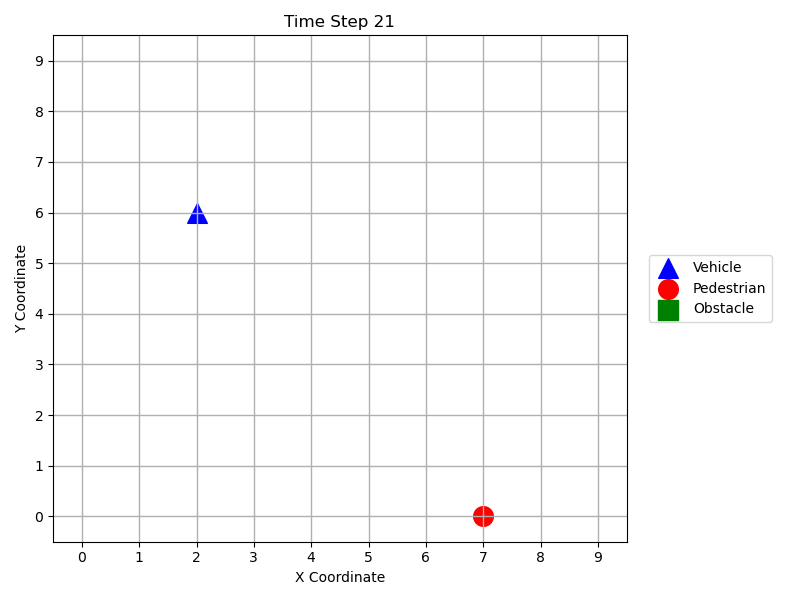 Time Step 21
Y Coordinate
9
8
7
6
5
4
3
2
1
0
0 1 2 3 4 5 6 7 8 9
X Coordinate
Vehicle
Pedestrian
Obstacle